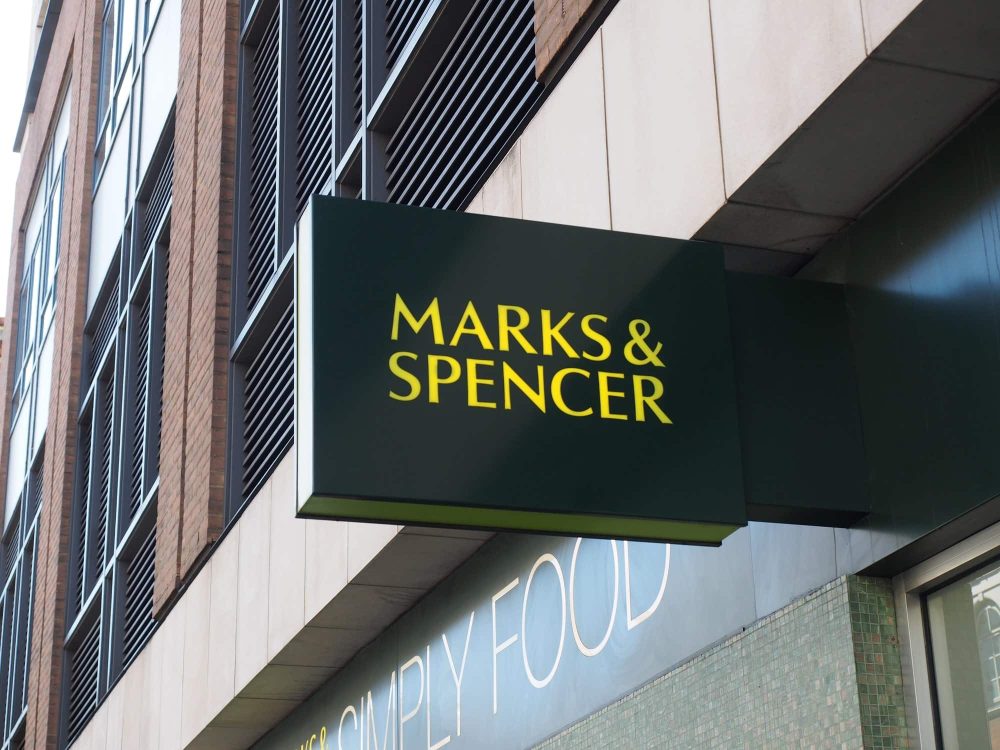 MARKS &
SPENCER
SIMPLY FOOD